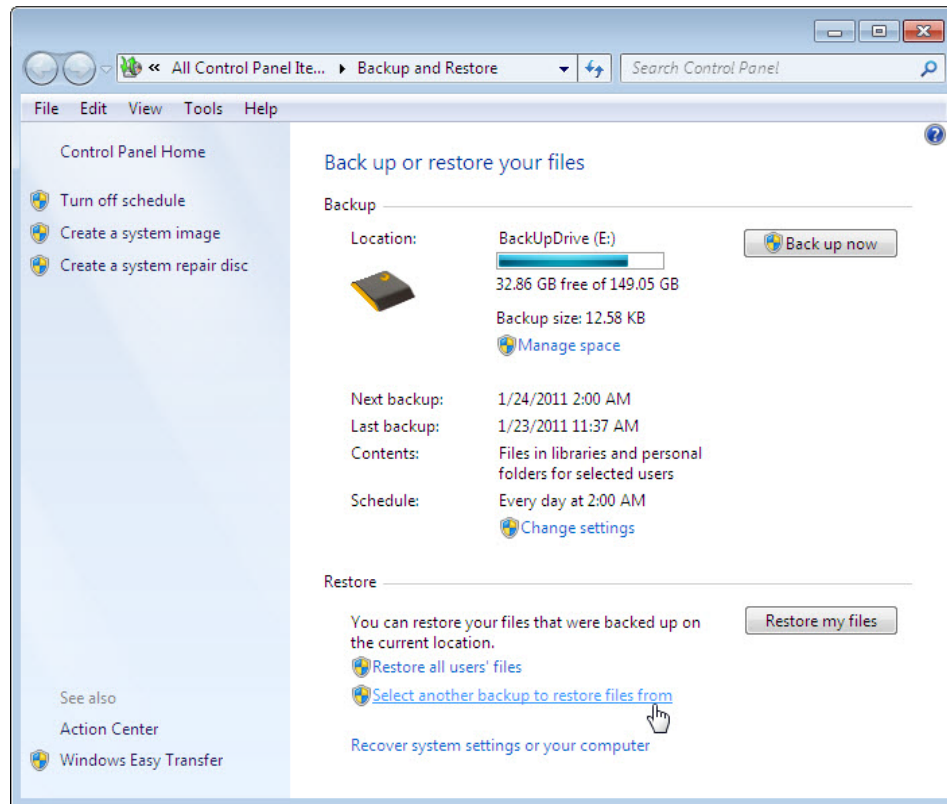 « All Control Panel Ite... ▸ Backup and Restore
Search Control Panel
File Edit View Tools Help
Control Panel Home
Turn off schedule
Create a system image
Create a system repair disc
See also
Action Center
Windows Easy Transfer
Back up or restore your files
Backup
Location: BackUpDrive (E:)
Back up now
32.86 GB free of 149.05 GB
Backup size: 12.58 KB
Manage space
Next backup: 1/24/2011 2:00 AM
Last backup: 1/23/2011 11:37 AM
Contents: Files in libraries and personal
folders for selected users
Schedule: Every day at 2:00 AM
Change settings
Restore
You can restore your files that were backed up on
the current location.
Restore my files
Restore all users' files
Select another backup to restore files from
Recover system settings or your computer